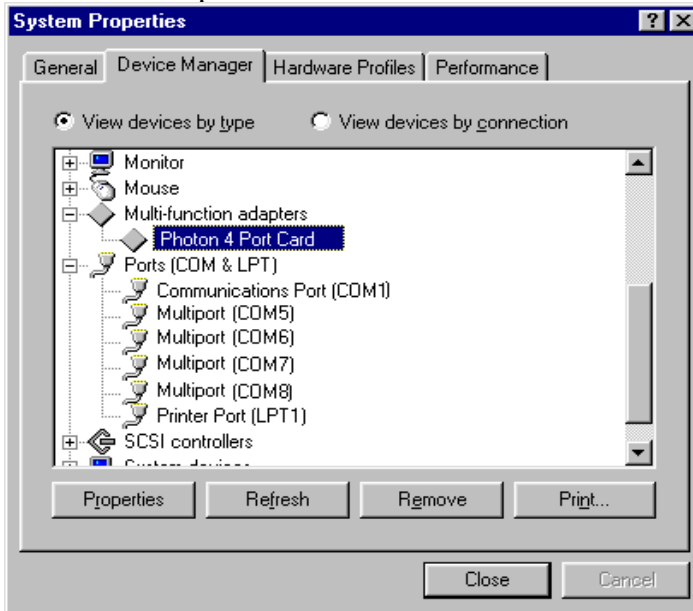 System Properties
General Device Manager Hardware Profiles Performance
View devices by type View devices by connection
Monitor
Mouse
Multi-function adapters
Photon 4 Port Card
Ports (COM & LPT)
Communications Port (COM1)
Multiport (COM5)
Multiport (COM6)
Multiport (COM7)
Multiport (COM8)
Printer Port (LPT1)
SCSI controllers
System devices
Properties Refresh Remove Print...
Close Cancel